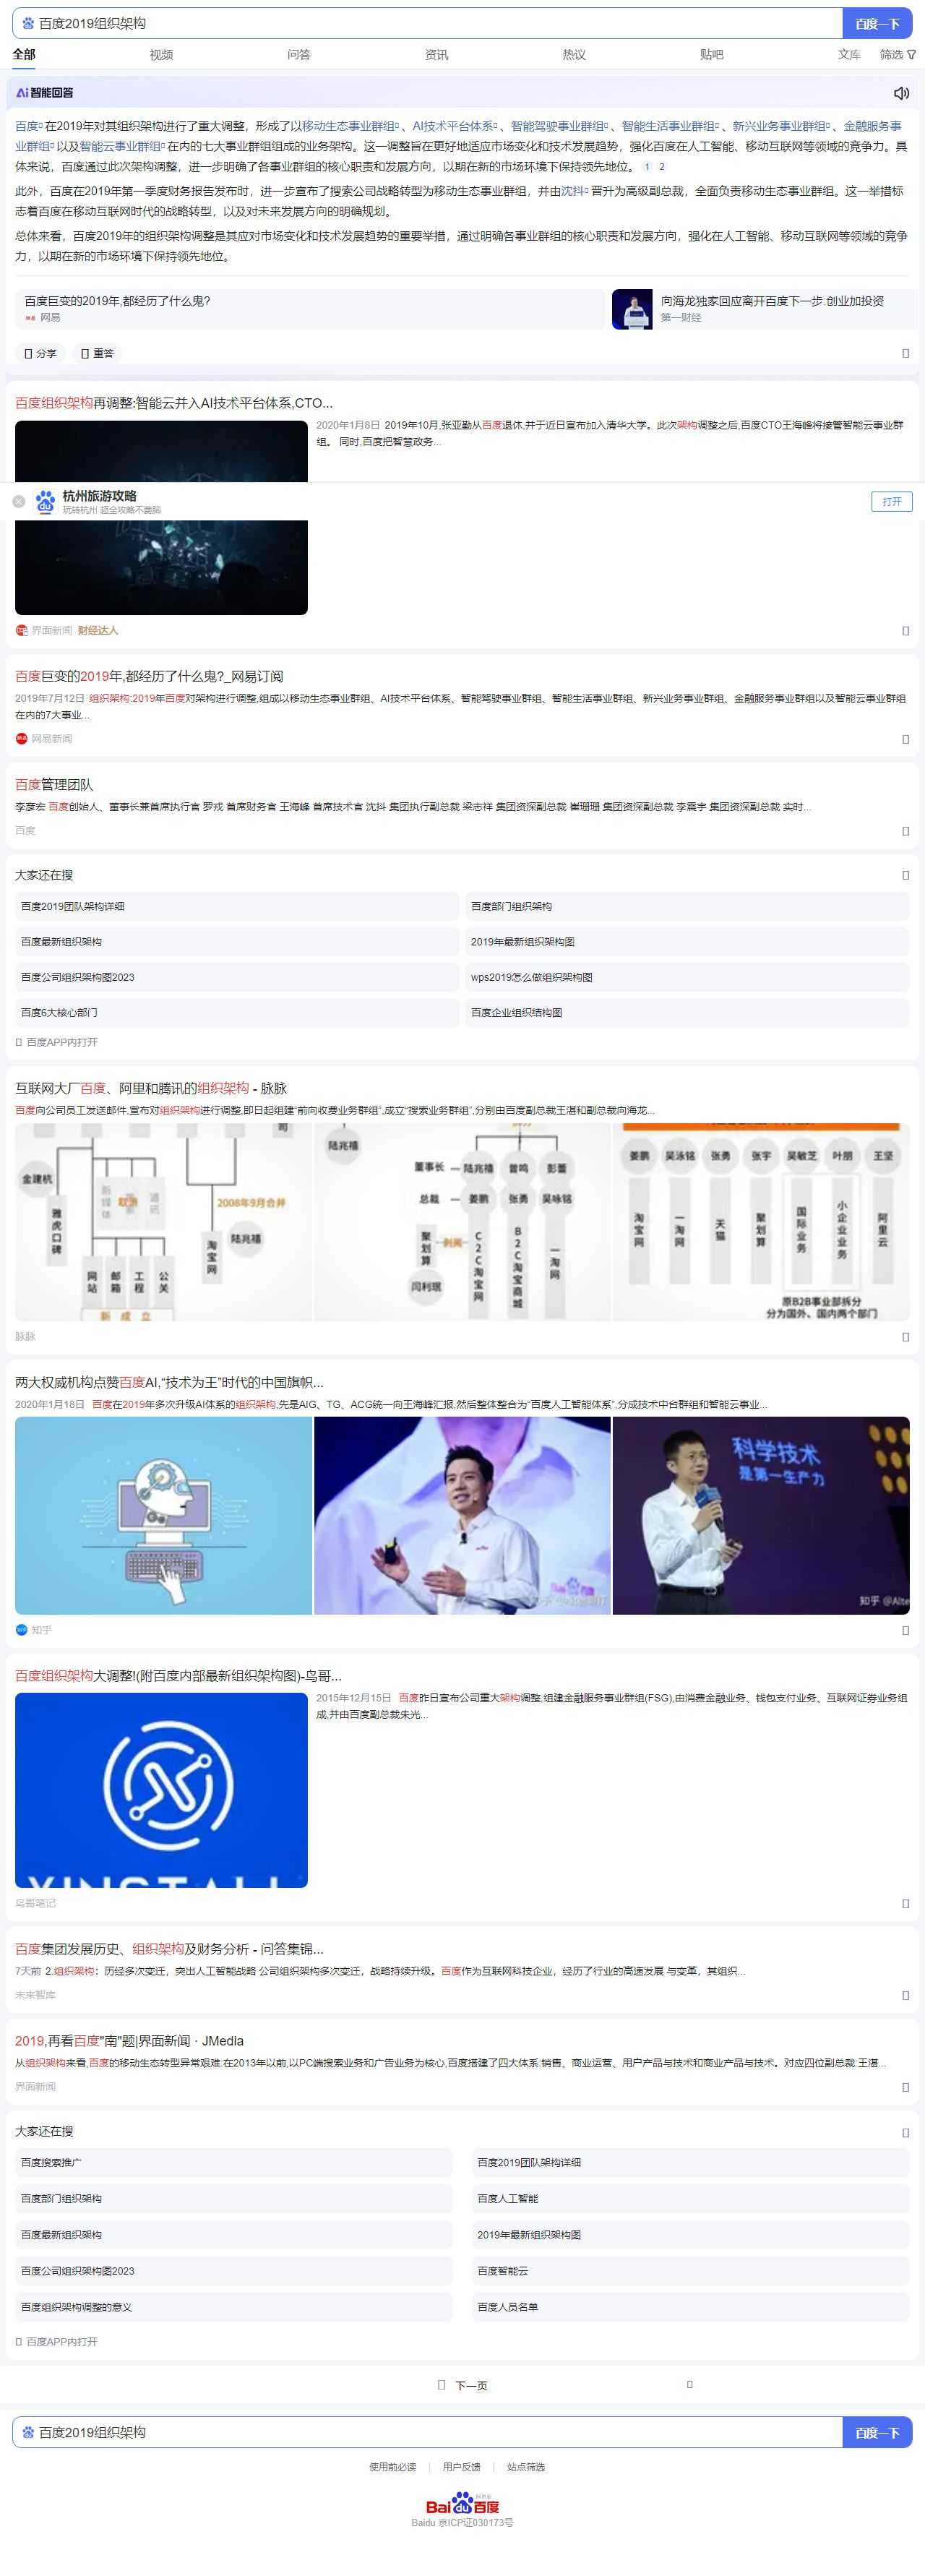 百度2019组织架构
百度一下
全部
视频
问答
资讯
热议
贴吧
文库
筛选
Ai 智能回答
百度 在2019年对其组织架构进行了重大调整，形成了以移动生态事业群组、AI技术平台体系、智能驾驶事业群组、智能生活事业群组、新兴业务事业群组、金融服务事
业群组 以及智能云事业群组 在内的七大事业群组组成的业务架构。这一调整旨在更好地适应市场变化和技术发展趋势，强化百度在人工智能、移动互联网等领域的竞争力。具
体来说，百度通过此次架构调整，进一步明确了各事业群组的核心职责和发展方向，以期在新的市场环境下保持领先地位。 1 2
此外，百度在2019年第一季度财务报告发布时，进一步宣布了搜索公司战略转型为移动生态事业群组，并由沈抖 晋升为高级副总裁，全面负责移动生态事业群组。这一举措标
志着百度在移动互联网时代的战略转型，以及对未来发展方向的明确规划。
总体来看，百度2019年的组织架构调整是其应对市场变化和技术发展趋势的重要举措，通过明确各事业群组的核心职责和发展方向，强化在人工智能、移动互联网等领域的竞争
力，以期在新的市场环境下保持领先地位。
百度巨变的2019年,都经历了什么鬼?
网易
向海龙独家回应离开百度下一步:创业加投资
第一财经
分享
重答
百度组织架构再调整:智能云并入AI技术平台体系,CTO...
2020年1月8日 2019年10月,张亚勤从百度退休,并于近日宣布加入清华大学。此次架构调整之后,百度CTO王海峰将接管智能云事业群
组。 同时,百度把智慧政务...
杭州旅游攻略
玩转杭州 超全攻略不费脑
打开
界面新闻 财经达人
百度巨变的2019年,都经历了什么鬼?_网易订阅
2019年7月12日 组织架构:2019年百度对架构进行调整,组成以移动生态事业群组、AI技术平台体系、智能驾驶事业群组、智能生活事业群组、新兴业务事业群组、金融服务事业群组以及智能云事业群组
在内的7大事业...
网易新闻
百度管理团队
李彦宏 百度创始人、董事长兼首席执行官 罗戎 首席财务官 王海峰 首席技术官 沈抖 集团执行副总裁 梁志祥 集团资深副总裁 崔珊珊 集团资深副总裁 李震宇 集团资深副总裁 实时...
百度
大家还在搜
百度2019团队架构详细
百度部门组织架构
百度最新组织架构
2019年最新组织架构图
百度公司组织架构图2023
wps2019怎么做组织架构图
百度6大核心部门
百度企业组织结构图
百度APP内打开
互联网大厂百度、阿里和腾讯的组织架构 - 脉脉
百度向公司员工发送邮件,宣布对组织架构进行调整,即日起组建“前向收费业务群组”,成立“搜索业务群组”,分别由百度副总裁王湛和副总裁向海龙...
司
金建杭
雅虎口碑
2008年9月合并
淘宝网
陆兆禧
网站
邮箱
工程
公关
新成立
陆兆禧
董事长
陆兆禧
曾鸣
彭蕾
总裁
姜鹏
张勇
吴咏铭
聚划算
剥离
闫利珉
C2C淘宝网
B2C淘宝商城
一淘网
姜鹏
吴泳铭
张勇
张宇
吴敏芝
叶朋
王坚
淘宝网
一淘网
天猫
聚划算
国际业务
小企业业务
阿里云
原B2B事业部拆分
分为国外、国内两个部门
脉脉
两大权威机构点赞百度AI,“技术为王”时代的中国旗帜...
2020年1月18日 百度在2019年多次升级AI体系的组织架构,先是AIG、TG、ACG统一向王海峰汇报,然后整体整合为“百度人工智能体系”,分成技术中台群组和智能云事业...
科学技术
是第一生产力
知乎 @Alte
知乎
百度组织架构大调整!(附百度内部最新组织架构图)-鸟哥...
2015年12月15日 百度昨日宣布公司重大架构调整,组建金融服务事业群组(FSG),由消费金融业务、钱包支付业务、互联网证券业务组
成,并由百度副总裁朱光...
XINSTALL
鸟哥笔记
百度集团发展历史、组织架构及财务分析 - 问答集锦...
7天前 2.组织架构：历经多次变迁，突出人工智能战略 公司组织架构多次变迁，战略持续升级。百度作为互联网科技企业，经历了行业的高速发展 与变革，其组织...
未来智库
2019,再看百度"南"题|界面新闻 · JMedia
从组织架构来看,百度的移动生态转型异常艰难:在2013年以前,以PC端搜索业务和广告业务为核心,百度搭建了四大体系:销售、商业运营、用户产品与技术和商业产品与技术。对应四位副总裁:王湛...
界面新闻
大家还在搜
百度搜索推广
百度2019团队架构详细
百度部门组织架构
百度人工智能
百度最新组织架构
2019年最新组织架构图
百度公司组织架构图2023
百度智能云
百度组织架构调整的意义
百度人员名单
百度APP内打开
下一页
百度2019组织架构
百度一下
使用前必读
用户反馈
站点筛选
Bai du 百度
Baidu 京ICP证030173号